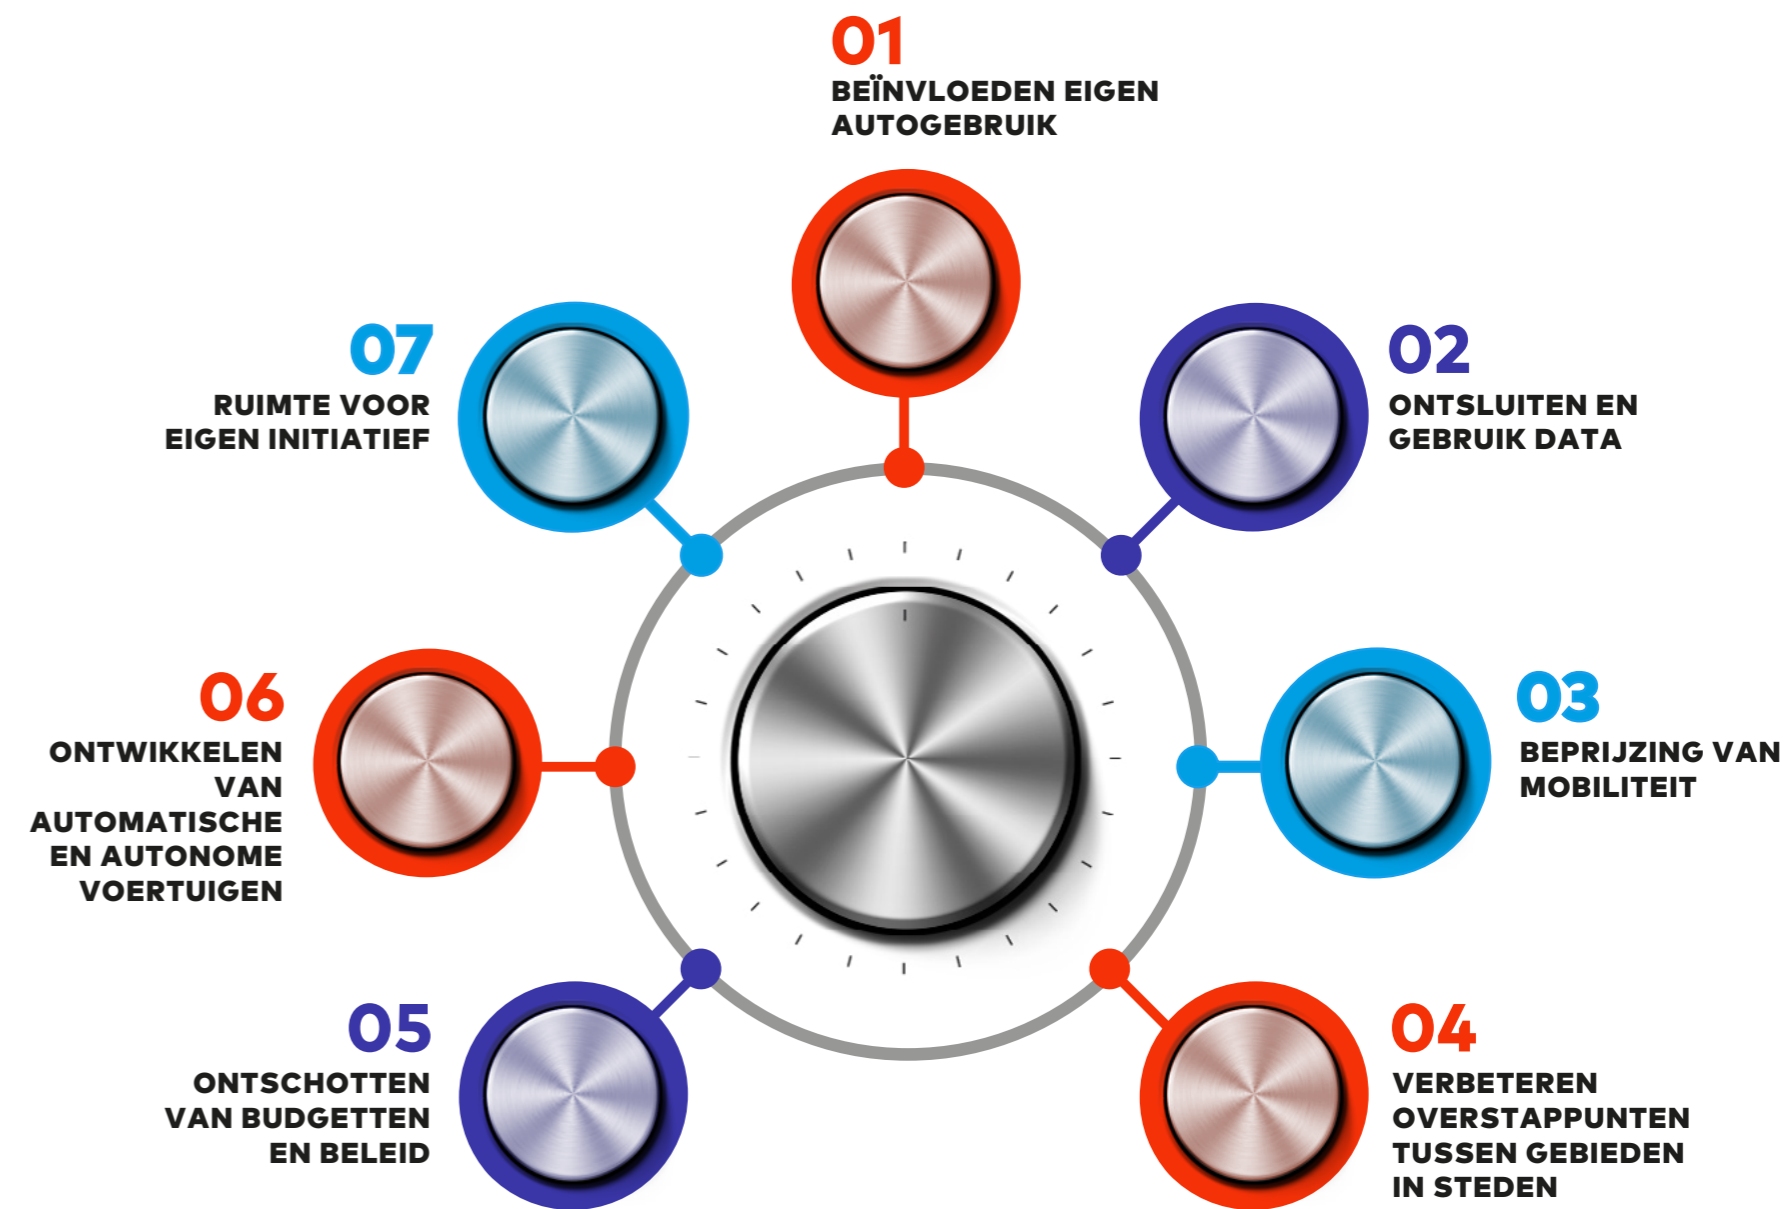 01
BEÏNVLOEDEN EIGEN
AUTOGEBRUIK
02
ONTSLUITEN EN
GEBRUIK DATA
03
BEPRIJZING VAN
MOBILITEIT
04
VERBETEREN
OVERSTAPPUNTEN
TUSSEN GEBIEDEN
IN STEDEN
05
ONTSCHOTTEN
VAN BUDGETTEN
EN BELEID
06
ONTWIKKELEN
VAN
AUTOMATISCHE
EN AUTONOME
VOERTUIGEN
07
RUIMTE VOOR
EIGEN INITIATIEF